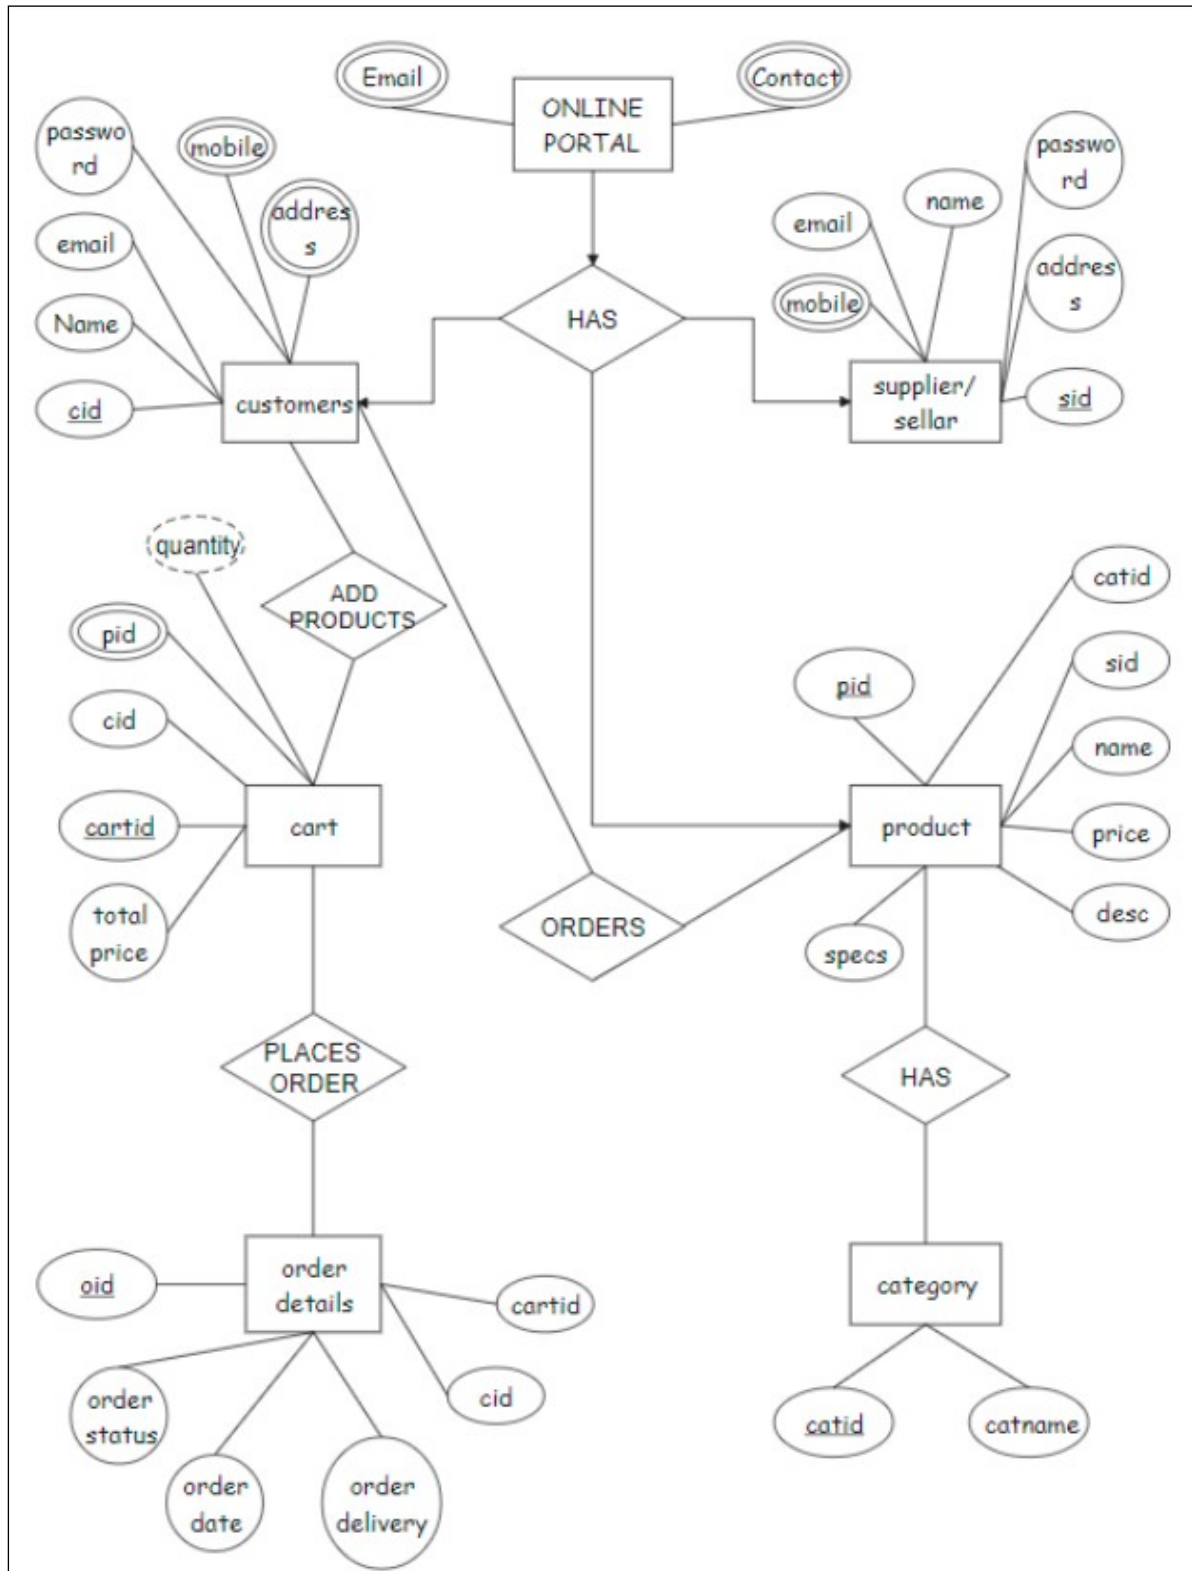 Email
Contact
ONLINE
PORTAL
passwo
rd
mobile
addres
s
email
Name
cid
customers
HAS
email
name
mobile
passwo
rd
addres
s
sid
supplier/
sellar
quantity
ADD
PRODUCTS
pid
cid
cartid
total
price
cart
catid
sid
pid
name
price
desc
product
specs
ORDERS
PLACES
ORDER
HAS
oid
order
details
cartid
cid
order
status
order
date
order
delivery
category
catid
catname